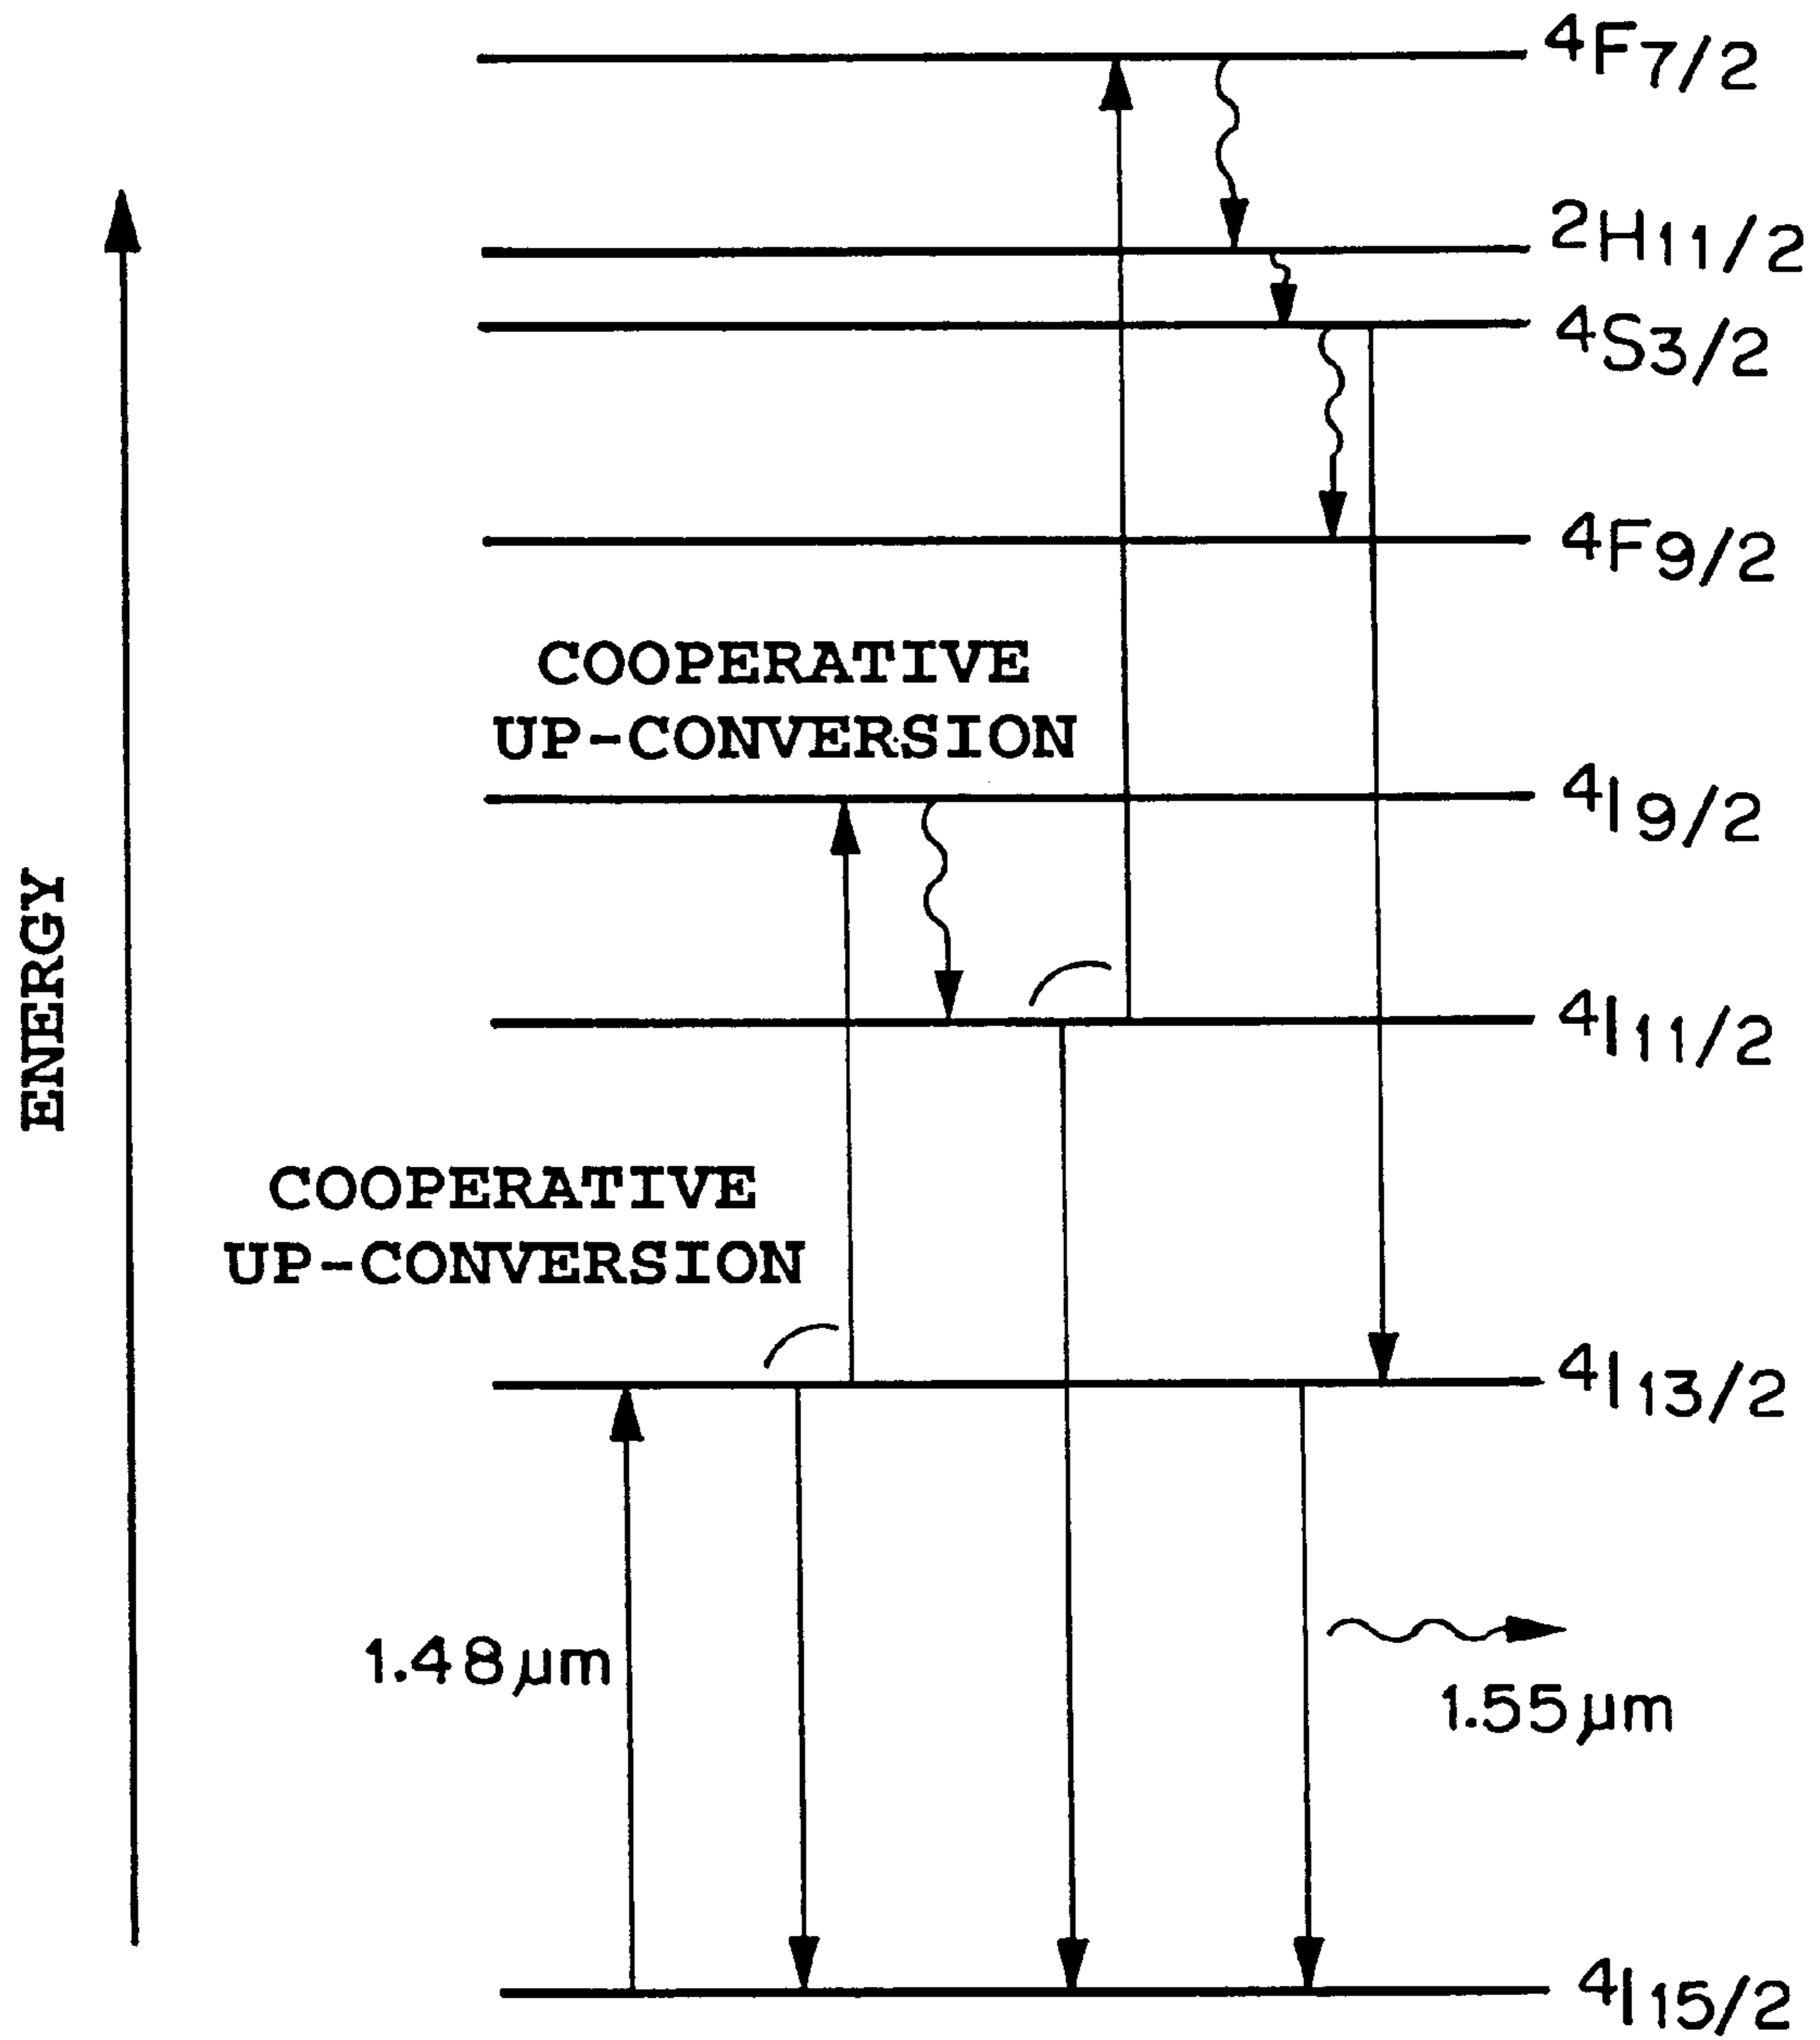 4F7/2
2H11/2
4S3/2
4F9/2
COOPERATIVE
UP-CONVERSION
4I9/2
ENERGY
4I11/2
COOPERATIVE
UP-CONVERSION
4I13/2
1.48μm
1.55μm
4I15/2